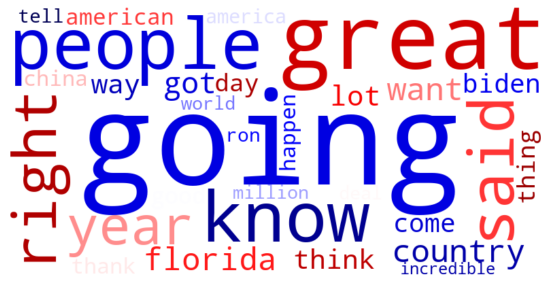 tell american america
people great
china way got day want biden
world lot
right going said
ron happen thing
million
year know come
florida think country
thank incredible